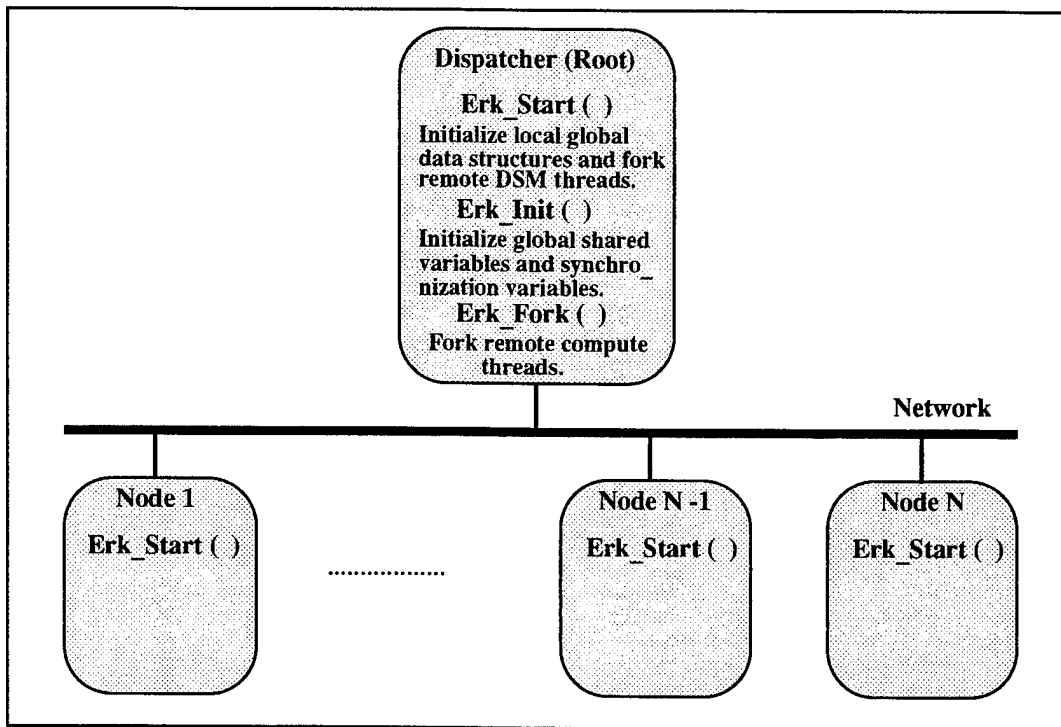 Dispatcher (Root)
Erk_Start ( )
Initialize local global
data structures and fork
remote DSM threads.
Erk_Init ( )
Initialize global shared
variables and synchro_
nization variables.
Erk_Fork ( )
Fork remote compute
threads.
Network
Node 1
Erk_Start ( )
Node N -1
Erk_Start ( )
Node N
Erk_Start ( )